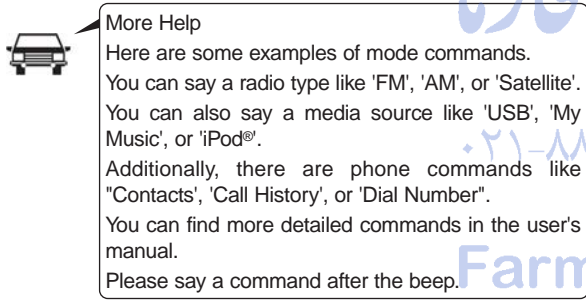 More Help
Here are some examples of mode commands.
You can say a radio type like 'FM', 'AM', or 'Satellite'.
You can also say a media source like 'USB', 'My
Music', or 'iPod®'.
Additionally, there are phone commands like
"Contacts', 'Call History', or 'Dial Number".
You can find more detailed commands in the user's
manual.
Please say a command after the beep.